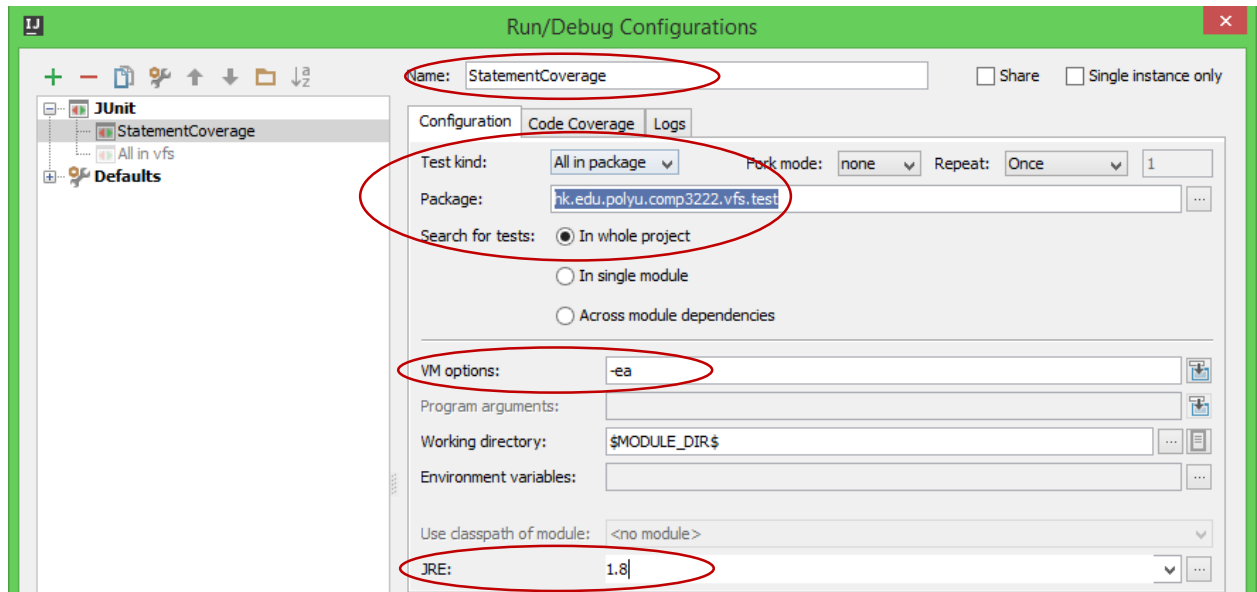 IJ Run/Debug Configurations
Name: StatementCoverage Share Single instance only
JUnit
StatementCoverage
All in vfs
Defaults
Configuration Code Coverage Logs
Test kind: All in package Fork mode: none Repeat: Once 1
Package: hk.edu.polyu.comp3222.vfs.test ...
Search for tests: In whole project
In single module
Across module dependencies
VM options: -ea
Program arguments:
Working directory: $MODULE_DIR$ ...
Environment variables: ...
Use classpath of module: <no module>
JRE: 1.8 ...